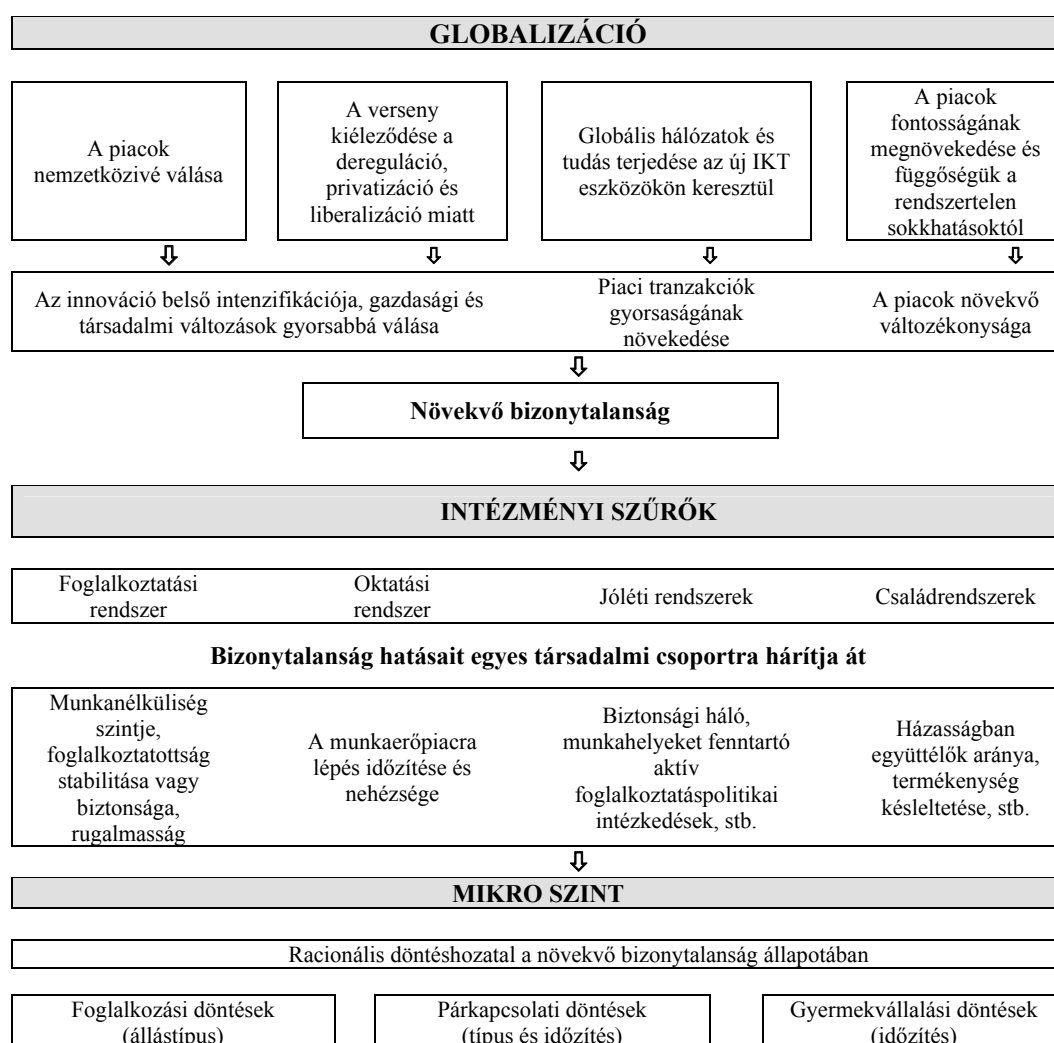 GLOBALIZÁCIÓ
A piacok
nemzetközivé válása
A verseny
kiéleződése a
dereguláció,
privatizáció és
liberalizáció miatt
Globális hálózatok és
tudás terjedése az új IKT
eszközökön keresztül
A piacok
fontosságának
megnövekedése és
függőségük a
rendszertelen
sokkhatásoktól
Az innováció belső intenzifikációja, gazdasági és
társadalmi változások gyorsabbá válása
Piaci tranzakciók
gyorsaságának
növekedése
A piacok növekvő
változékonysága
Növekvő bizonytalanság
INTÉZMÉNYI SZŰRŐK
Foglalkoztatási
rendszer
Oktatási
rendszer
Jóléti rendszerek
Családrendszerek
Bizonytalanság hatásait egyes társadalmi csoportra hárítja át
Munkanélküliség
szintje,
foglalkoztatottság
stabilitása vagy
biztonsága,
rugalmasság
A munkaerőpiacra
lépés időzítése és
nehézsége
Biztonsági háló,
munkahelyeket fenntartó
aktív
foglalkoztatáspolitikai
intézkedések, stb.
Házasságban
együttélők aránya,
termékenység
késleltetése, stb.
MIKRO SZINT
Racionális döntéshozatal a növekvő bizonytalanság állapotában
Foglalkozási döntések
(állástípus)
Párkapcsolati döntések
(típus és időzítés)
Gyermekvállalási döntések
(időzítés)